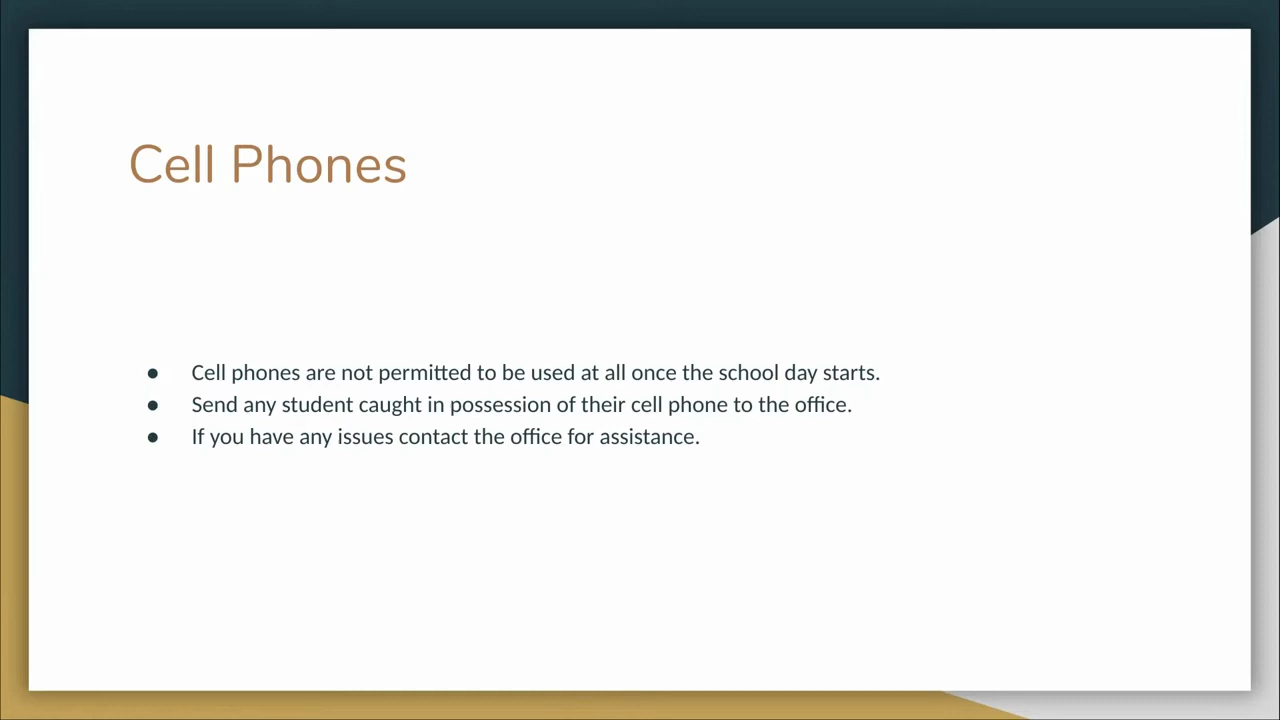 Cell Phones
● Cell phones are not permitted to be used at all once the school day starts.
● Send any student caught in possession of their cell phone to the office.
● If you have any issues contact the office for assistance.